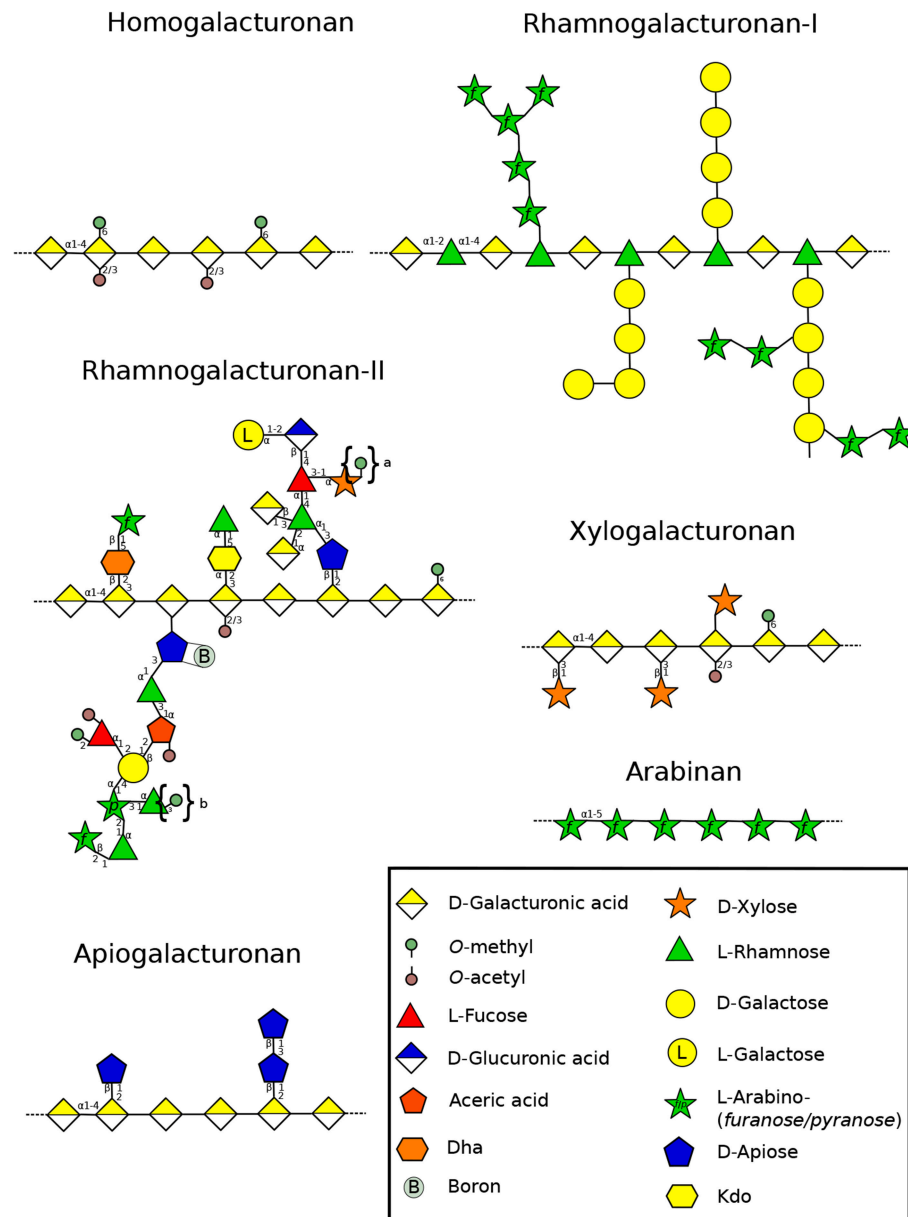 Homogalacturonan
Rhamnogalacturonan-I
f f
f
f
f
6 6
α1-4
2/3 2/3
α1-2 α1-4
f f
f f
Rhamnogalacturonan-II
L
1-2
α
β 1
4
3-1
α
{ } a
α 1
4
β
1 3
2
1 α
α 1
3
f
β 1
5
β 2
3
α 1
5
α 2
3
β 1
2
α1-4
6
2/3
B
3
α 1
3
1 α
2
1 β
2
α 1
2
α 4
1
p
3 α
1
{ } b
3
2
1 α
f
β
2 1
Xylogalacturonan
α1-4
6
3
β 1
3
β 1
2/3
Arabinan
α1-5
f f f f f f
Apiogalacturonan
β 1
3
β 1
2
β 1
2
α1-4
D-Galacturonic acid
O-methyl
O-acetyl
L-Fucose
D-Glucuronic acid
Aceric acid
Dha
B Boron
D-Xylose
L-Rhamnose
D-Galactose
L L-Galactose
f/p L-Arabino-
(furanose/pyranose)
D-Apiose
Kdo